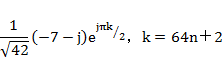 1/√42 (−7 − j)e^{jπk/2},  k = 64n + 2